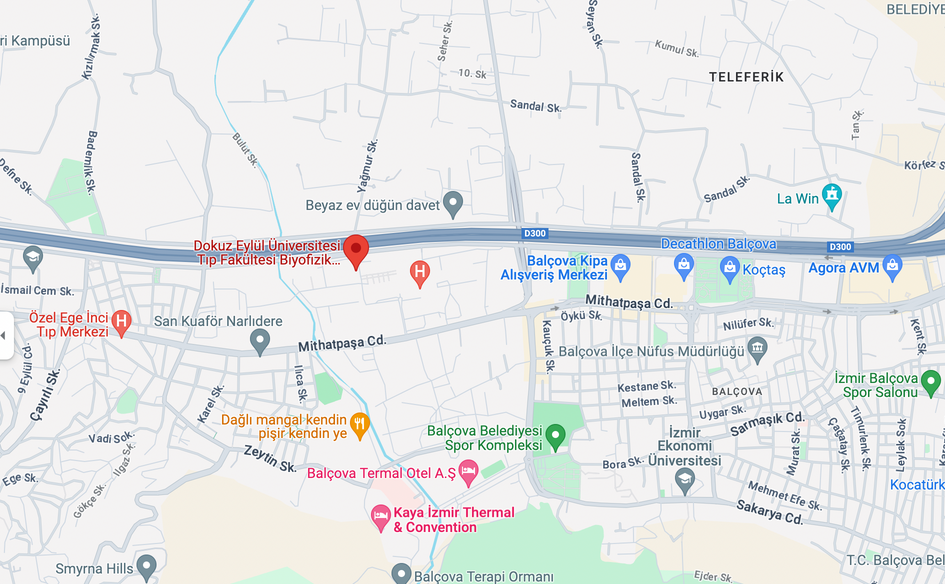 BELEDİYE
ri Kampüsü
Kızılırmak Sk.
Seher Sk.
Seyran Sk.
Kumul Sk.
TELEFERİK
10. Sk
Sandal Sk.
Tan Sk.
Bulut Sk.
Badem­lik Sk.
Yağmur Sk.
Sandal Sk.
Sandal Sk.
Körfez S
Defne Sk.
Beyaz ev düğün davet
La Win
D300
Decathlon Balçova
D300
Dokuz Eylül Üniversitesi
Tıp Fakültesi Biyofizik...
H
Balçova Kipa
Alışveriş Merkezi
Koçtaş
Agora AVM
İsmail Cem Sk.
Mithatpaşa Cd.
Öykü Sk.
Özel Ege İnci
Tıp Merkezi
H
San Kuaför Narlıdere
Nilüfer Sk.
Kent Sk.
Mithatpaşa Cd.
Kauçuk Sk.
Balçova İlçe Nüfus Müdürlüğü
9 Eylül Cd.
Çayırlı Sk.
Ilıca Sk.
Karel Sk.
Kestane Sk.
BALÇOVA
İzmir Balçova
Spor Salonu
Meltem Sk.
Uygar Sk.
Sarmaşık Cd.
Dağlı mangal kendin
pişir kendin ye
Balçova Belediyesi
Spor Kompleksi
İzmir
Ekonomi
Üniversitesi
Timurlenk Sk.
Çağatay Sk.
Leylak Sok
Murat Sk.
Vadi Sok.
Ilgaz Sk.
Zeytin Sk.
Bora Sk.
Ege Sk.
Gökçe Sk.
Balçova Termal Otel A.Ş
Kocatürk
Mehmet Efe Sk.
Kaya İzmir Thermal
& Convention
Sakarya Cd.
Smyrna Hills
Balçova Terapi Ormanı
Ejder Sk.
T.C. Balçova Bel